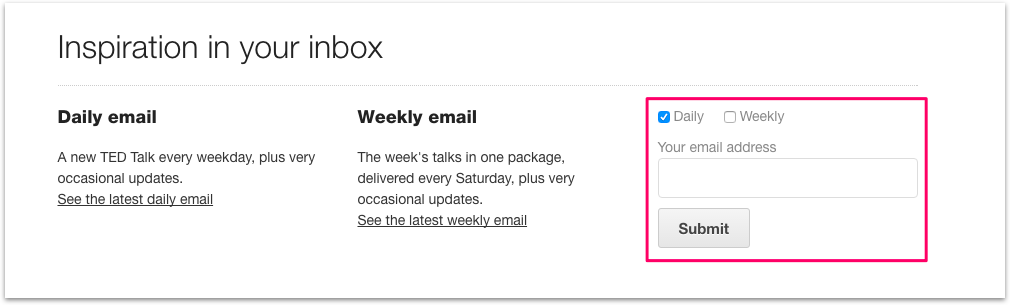 Inspiration in your inbox
Daily email
A new TED Talk every weekday, plus very
occasional updates.
See the latest daily email
Weekly email
The week's talks in one package,
delivered every Saturday, plus very
occasional updates.
See the latest weekly email
Daily Weekly
Your email address
Submit